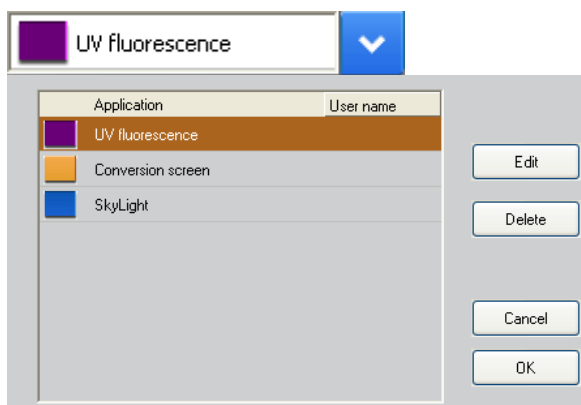 UV fluorescence
Application User name
UV fluorescence
Conversion screen
SkyLight
Edit
Delete
Cancel
OK